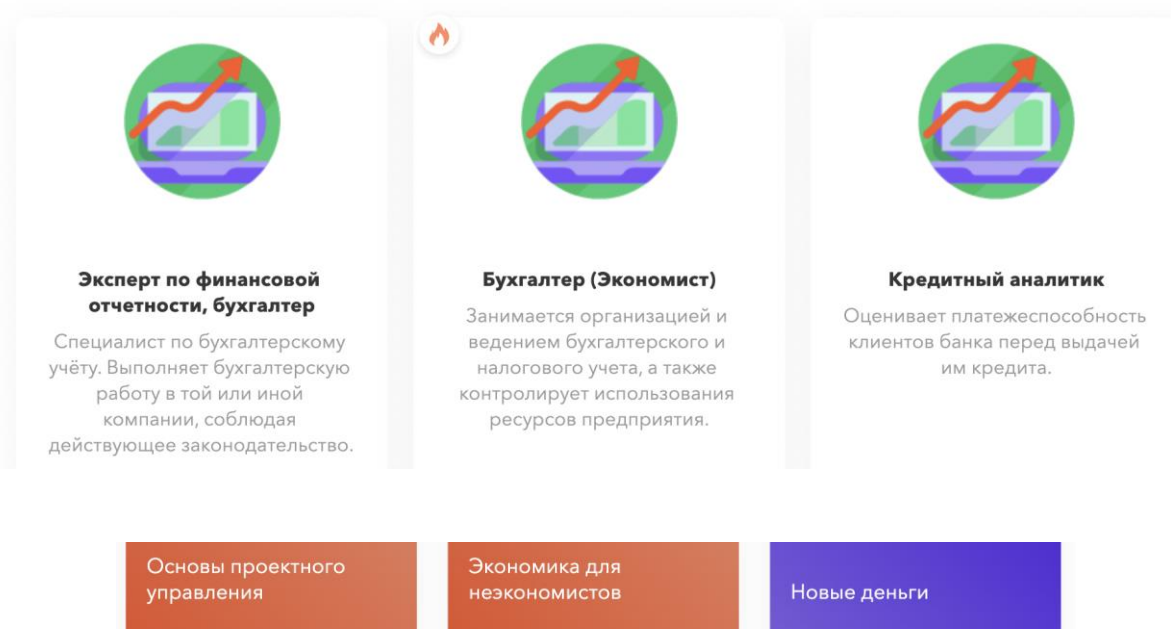 Эксперт по финансовой
отчетности, бухгалтер
Специалист по бухгалтерскому
учёту. Выполняет бухгалтерскую
работу в той или иной
компании, соблюдая
действующее законодательство.
Бухгалтер (Экономист)
Занимается организацией и
ведением бухгалтерского и
налогового учета, а также
контролирует использования
ресурсов предприятия.
Кредитный аналитик
Оценивает платежеспособность
клиентов банка перед выдачей
им кредита.
Основы проектного
управления
Экономика для
неэкономистов
Новые деньги